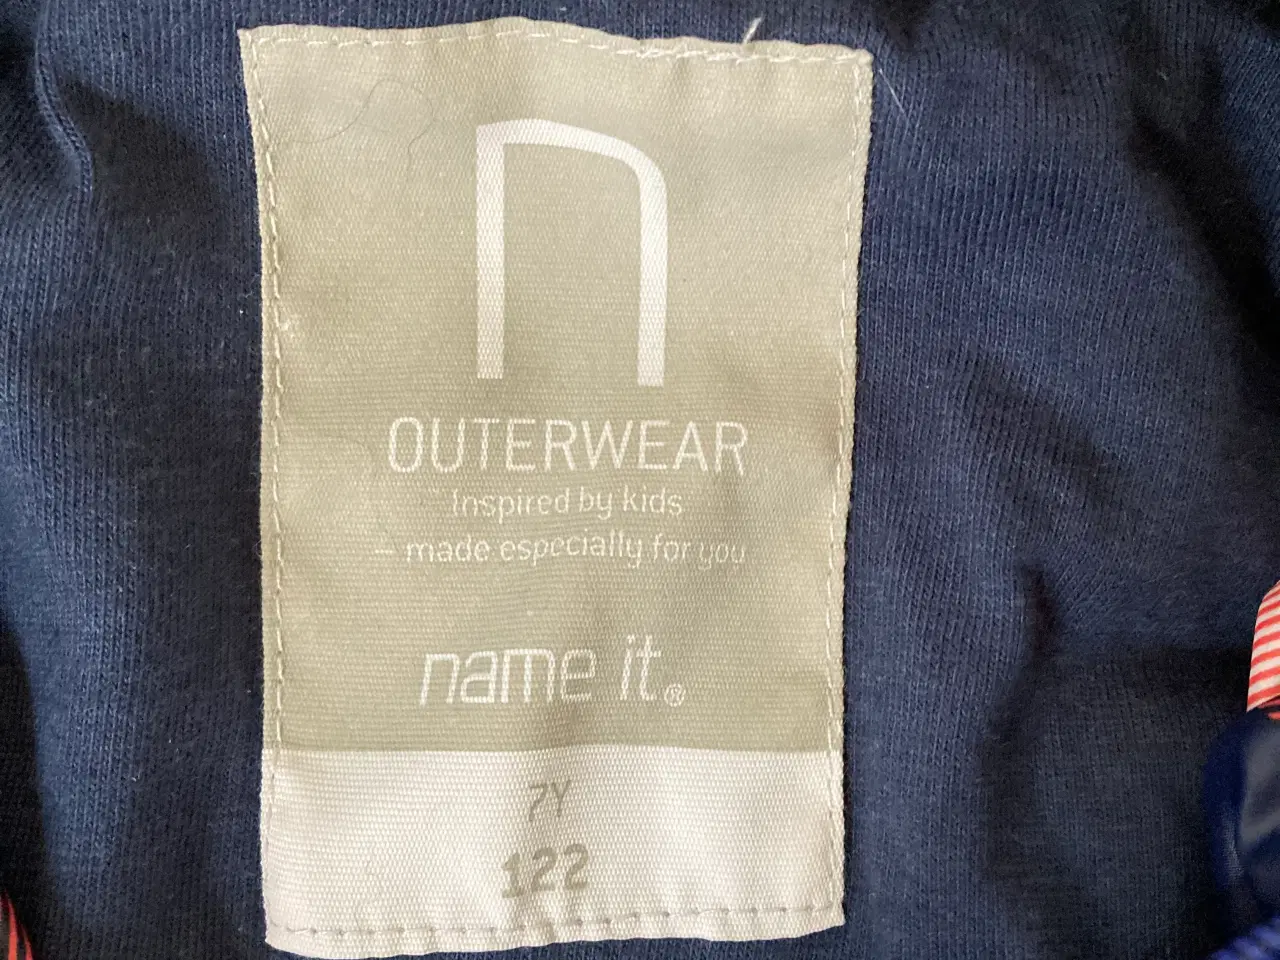 n
OUTERWEAR
Inspired by kids
– made especially for you
name it®
7Y
122